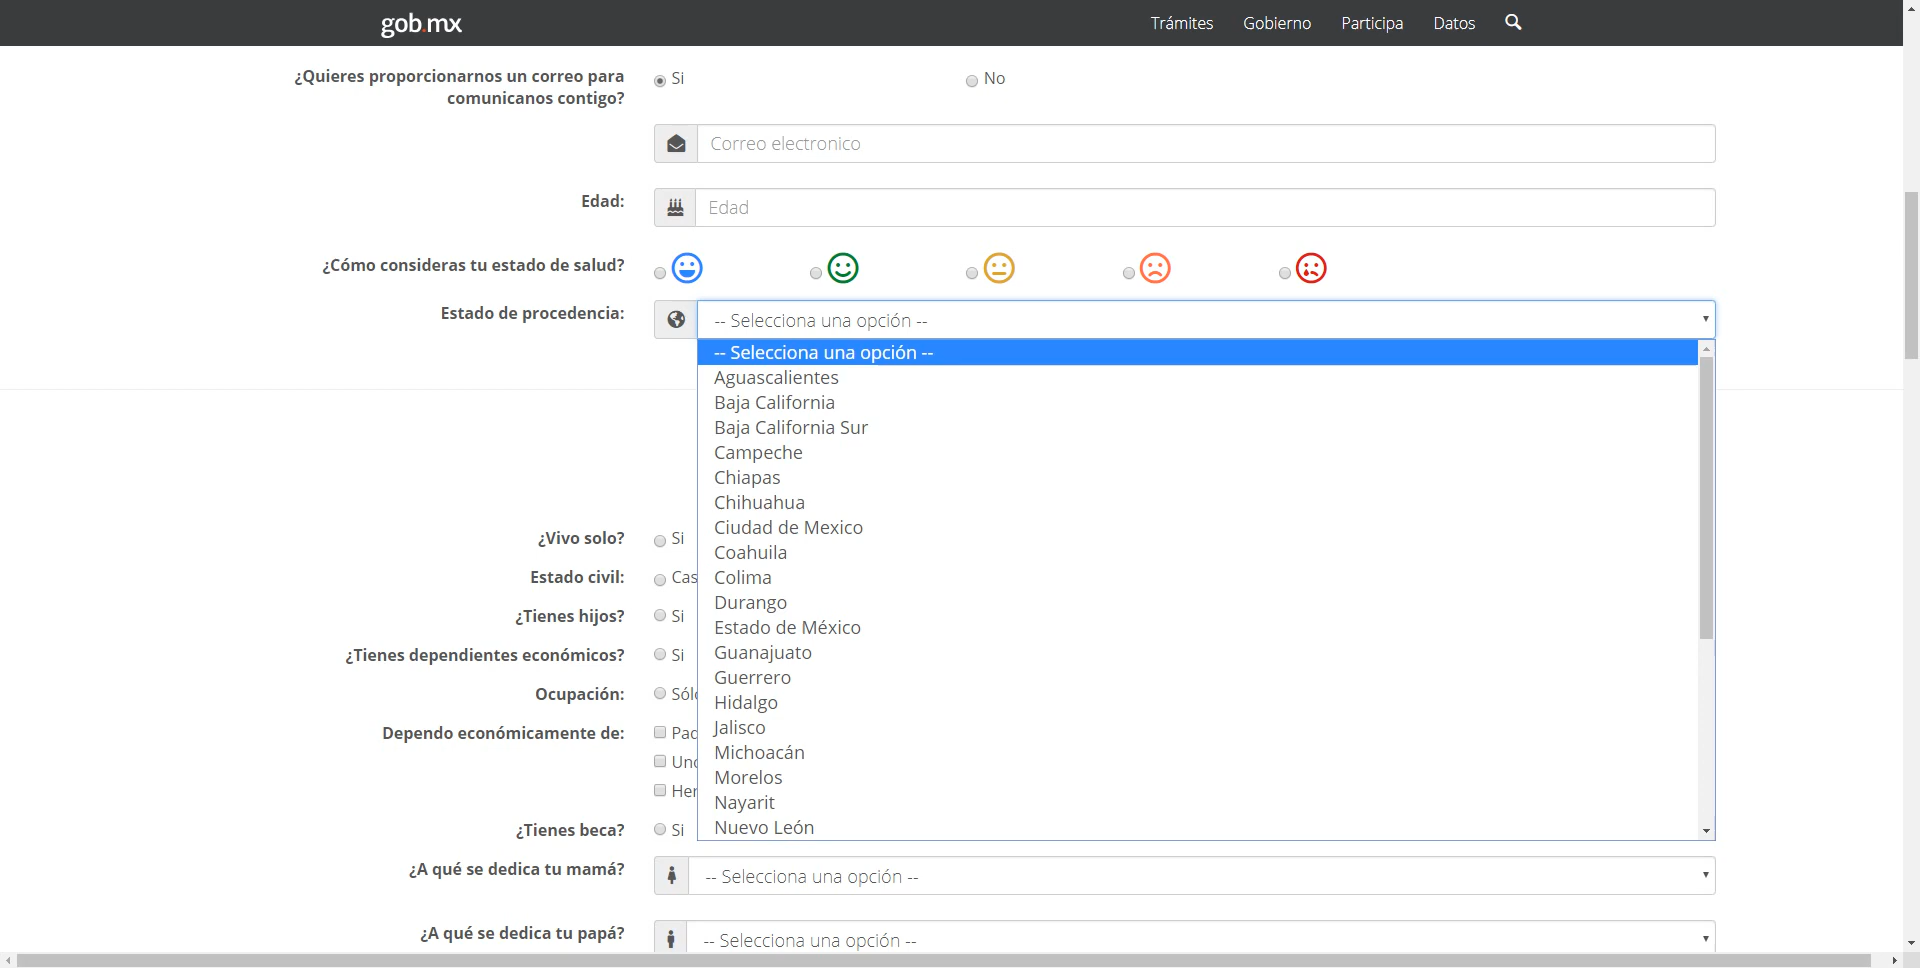 gob.mx
Trámites Gobierno Participa Datos
¿Quieres proporcionarnos un correo para comunicanos contigo?
Si No
Correo electronico
Edad:
Edad
¿Cómo consideras tu estado de salud?
Estado de procedencia:
-- Selecciona una opción --
-- Selecciona una opción --
Aguascalientes
Baja California
Baja California Sur
Campeche
Chiapas
Chihuahua
Ciudad de Mexico
Coahuila
Colima
Durango
Estado de México
Guanajuato
Guerrero
Hidalgo
Jalisco
Michoacán
Morelos
Nayarit
Nuevo León
¿Vivo solo? Si
Estado civil: Cas
¿Tienes hijos? Si
¿Tienes dependientes económicos? Si
Ocupación: Sólo
Dependo económicamente de: Pad
Uno
Her
¿Tienes beca? Si
¿A qué se dedica tu mamá?
-- Selecciona una opción --
¿A qué se dedica tu papá?
-- Selecciona una opción --